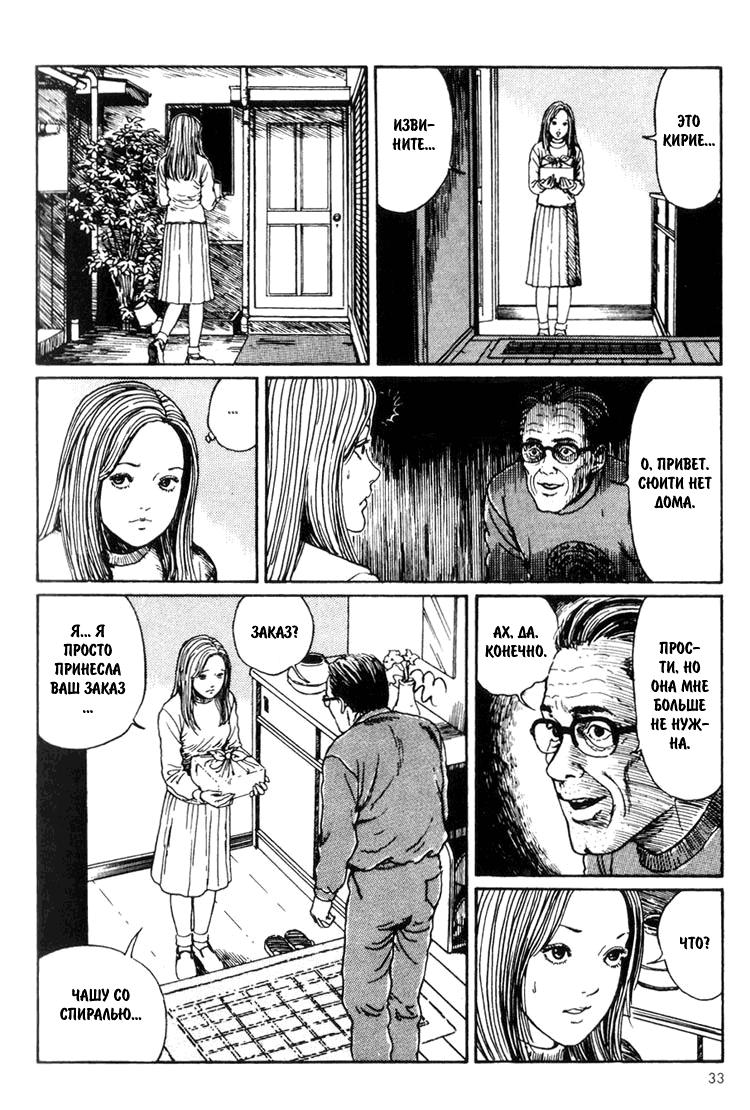 ИЗВИ-
НИТЕ...
ЭТО
КИРИЕ...
...
О, ПРИВЕТ.
СЮИТИ НЕТ
ДОМА.
Я... Я
ПРОСТО
ПРИНЕСЛА
ВАШ ЗАКАЗ
...
ЗАКАЗ?
ЧАШУ СО
СПИРАЛЬЮ...
АХ, ДА.
КОНЕЧНО.
ПРОС-
ТИ, НО
ОНА МНЕ
БОЛЬШЕ
НЕ НУЖ-
НА.
ЧТО?
33